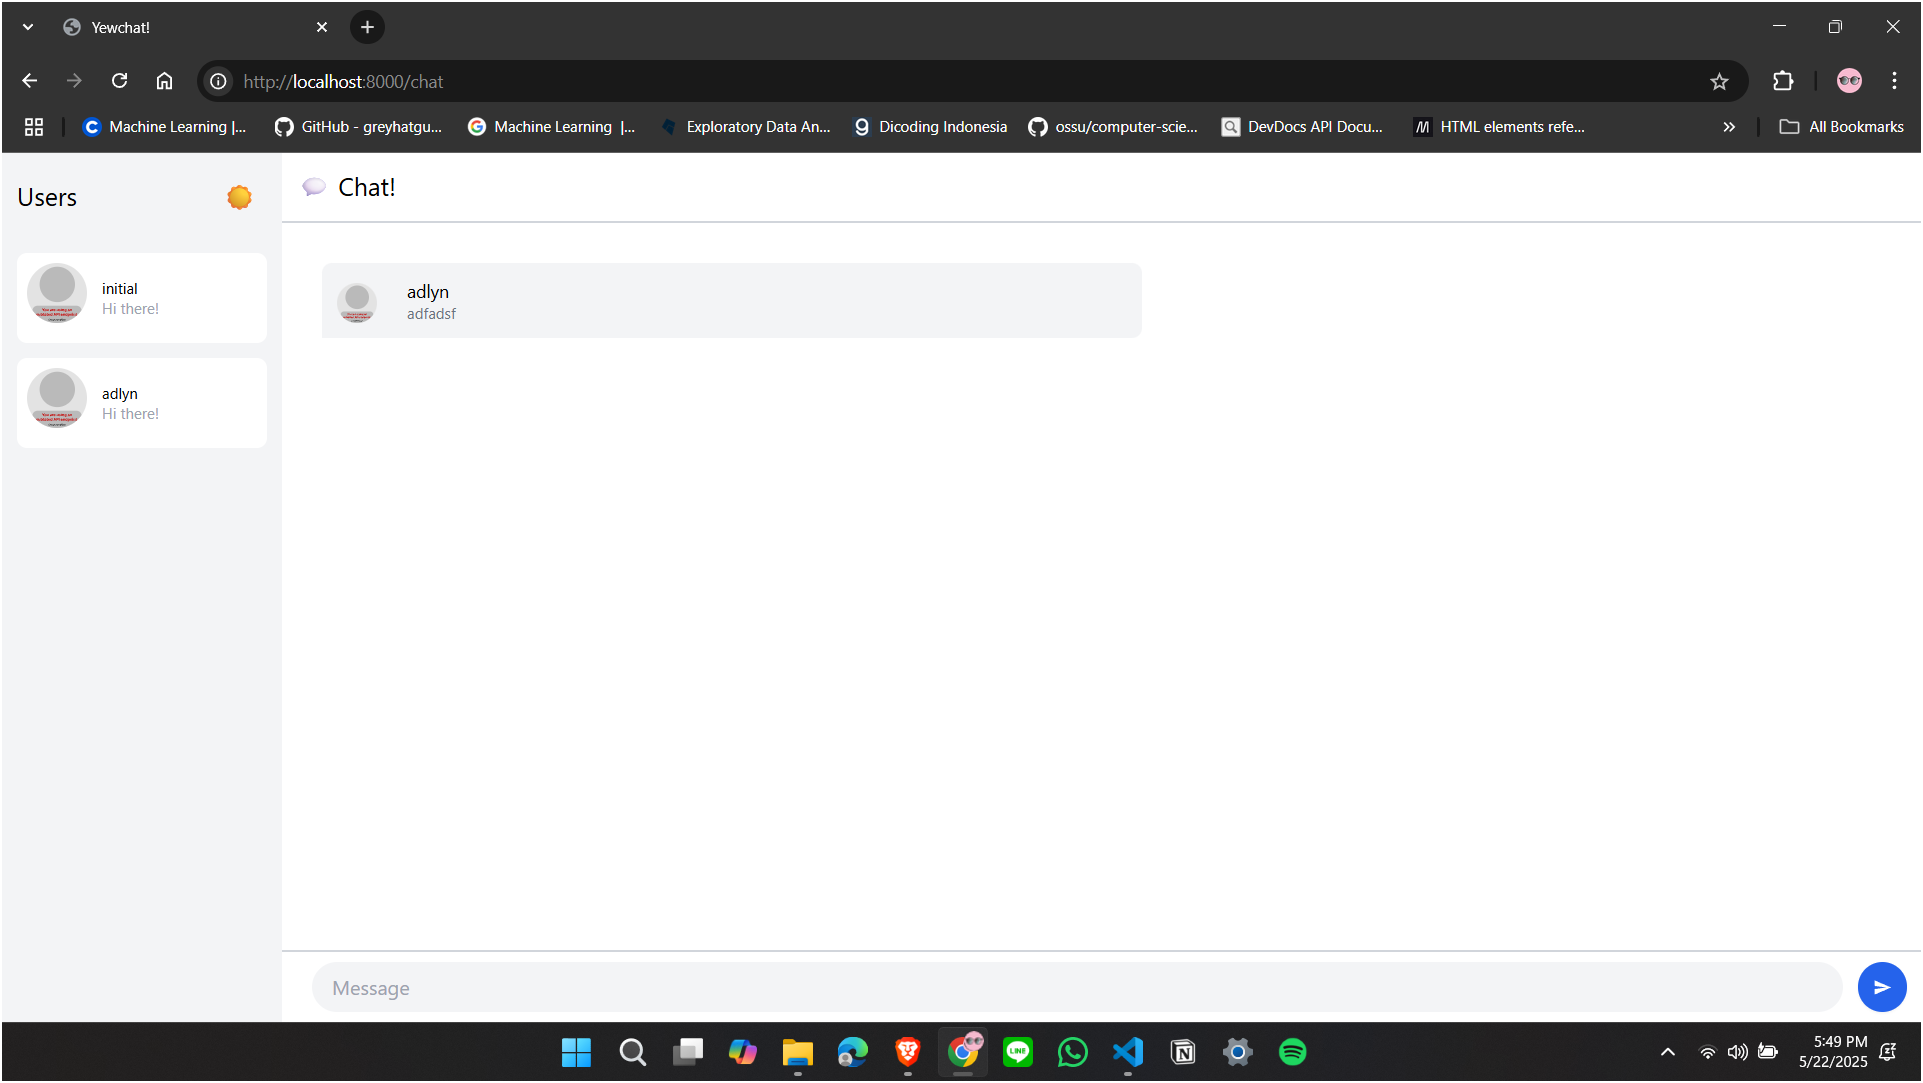 Yewchat!
http://localhost:8000/chat
Machine Learning |...
GitHub - greyhatgu...
Machine Learning |...
Exploratory Data An...
Dicoding Indonesia
ossu/computer-scie...
DevDocs API Docu...
HTML elements refe...
All Bookmarks
Users
Chat!
initial
Hi there!
adlyn
Hi there!
adlyn
adfadsf
Message
LINE
5:49 PM
5/22/2025